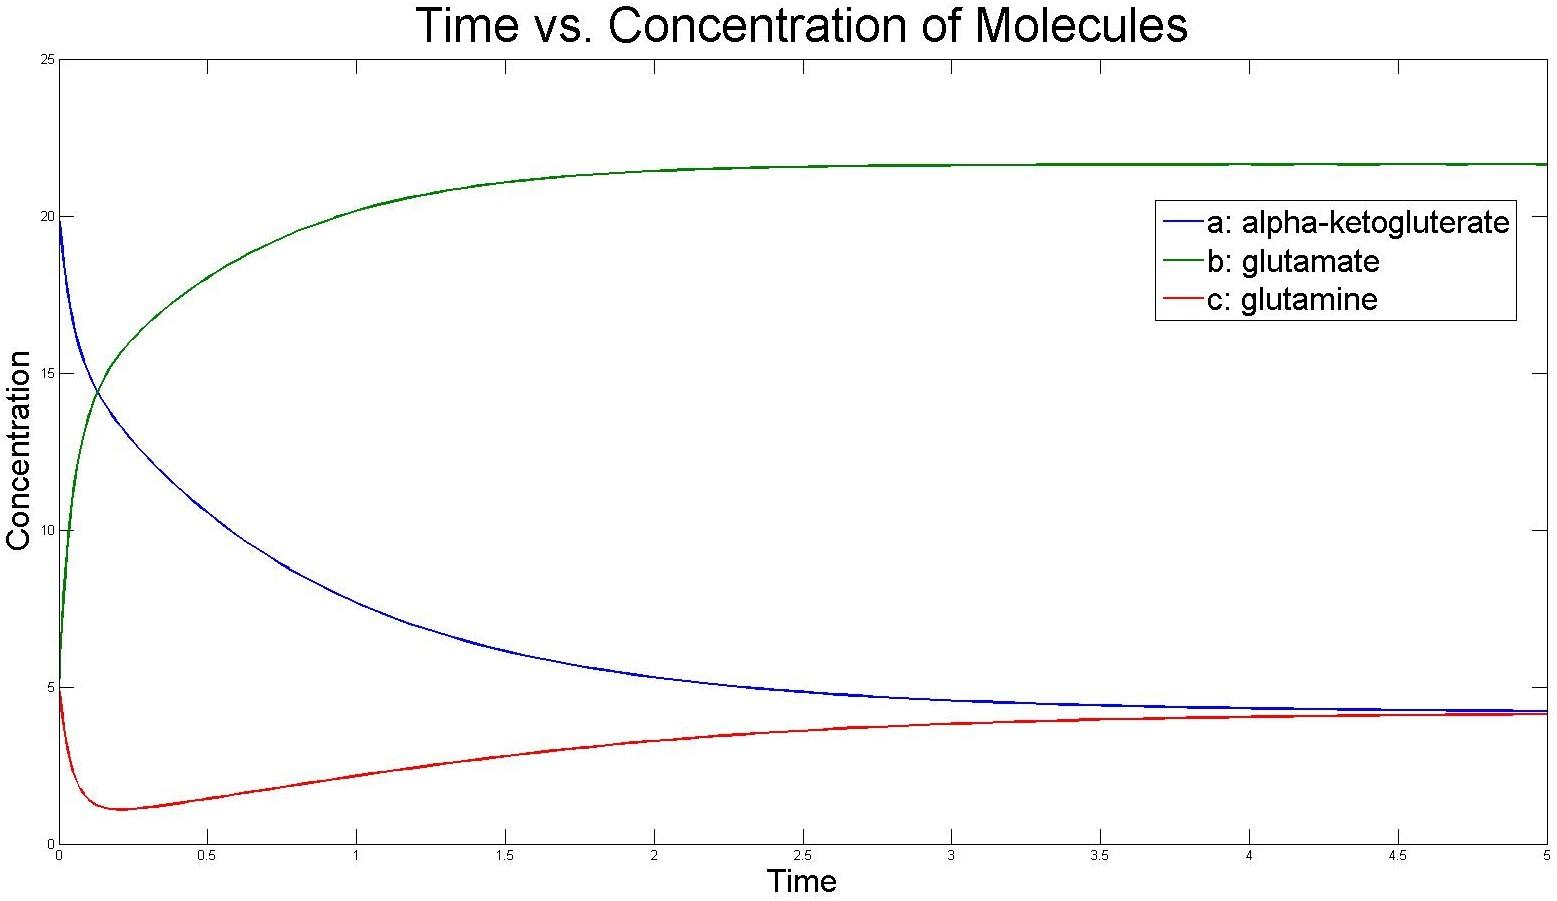 Time vs. Concentration of Molecules
25
20
15
10
5
0
Concentration
a: alpha-ketogluterate
b: glutamate
c: glutamine
0 0.5 1 1.5 2 2.5 3 3.5 4 4.5 5
Time